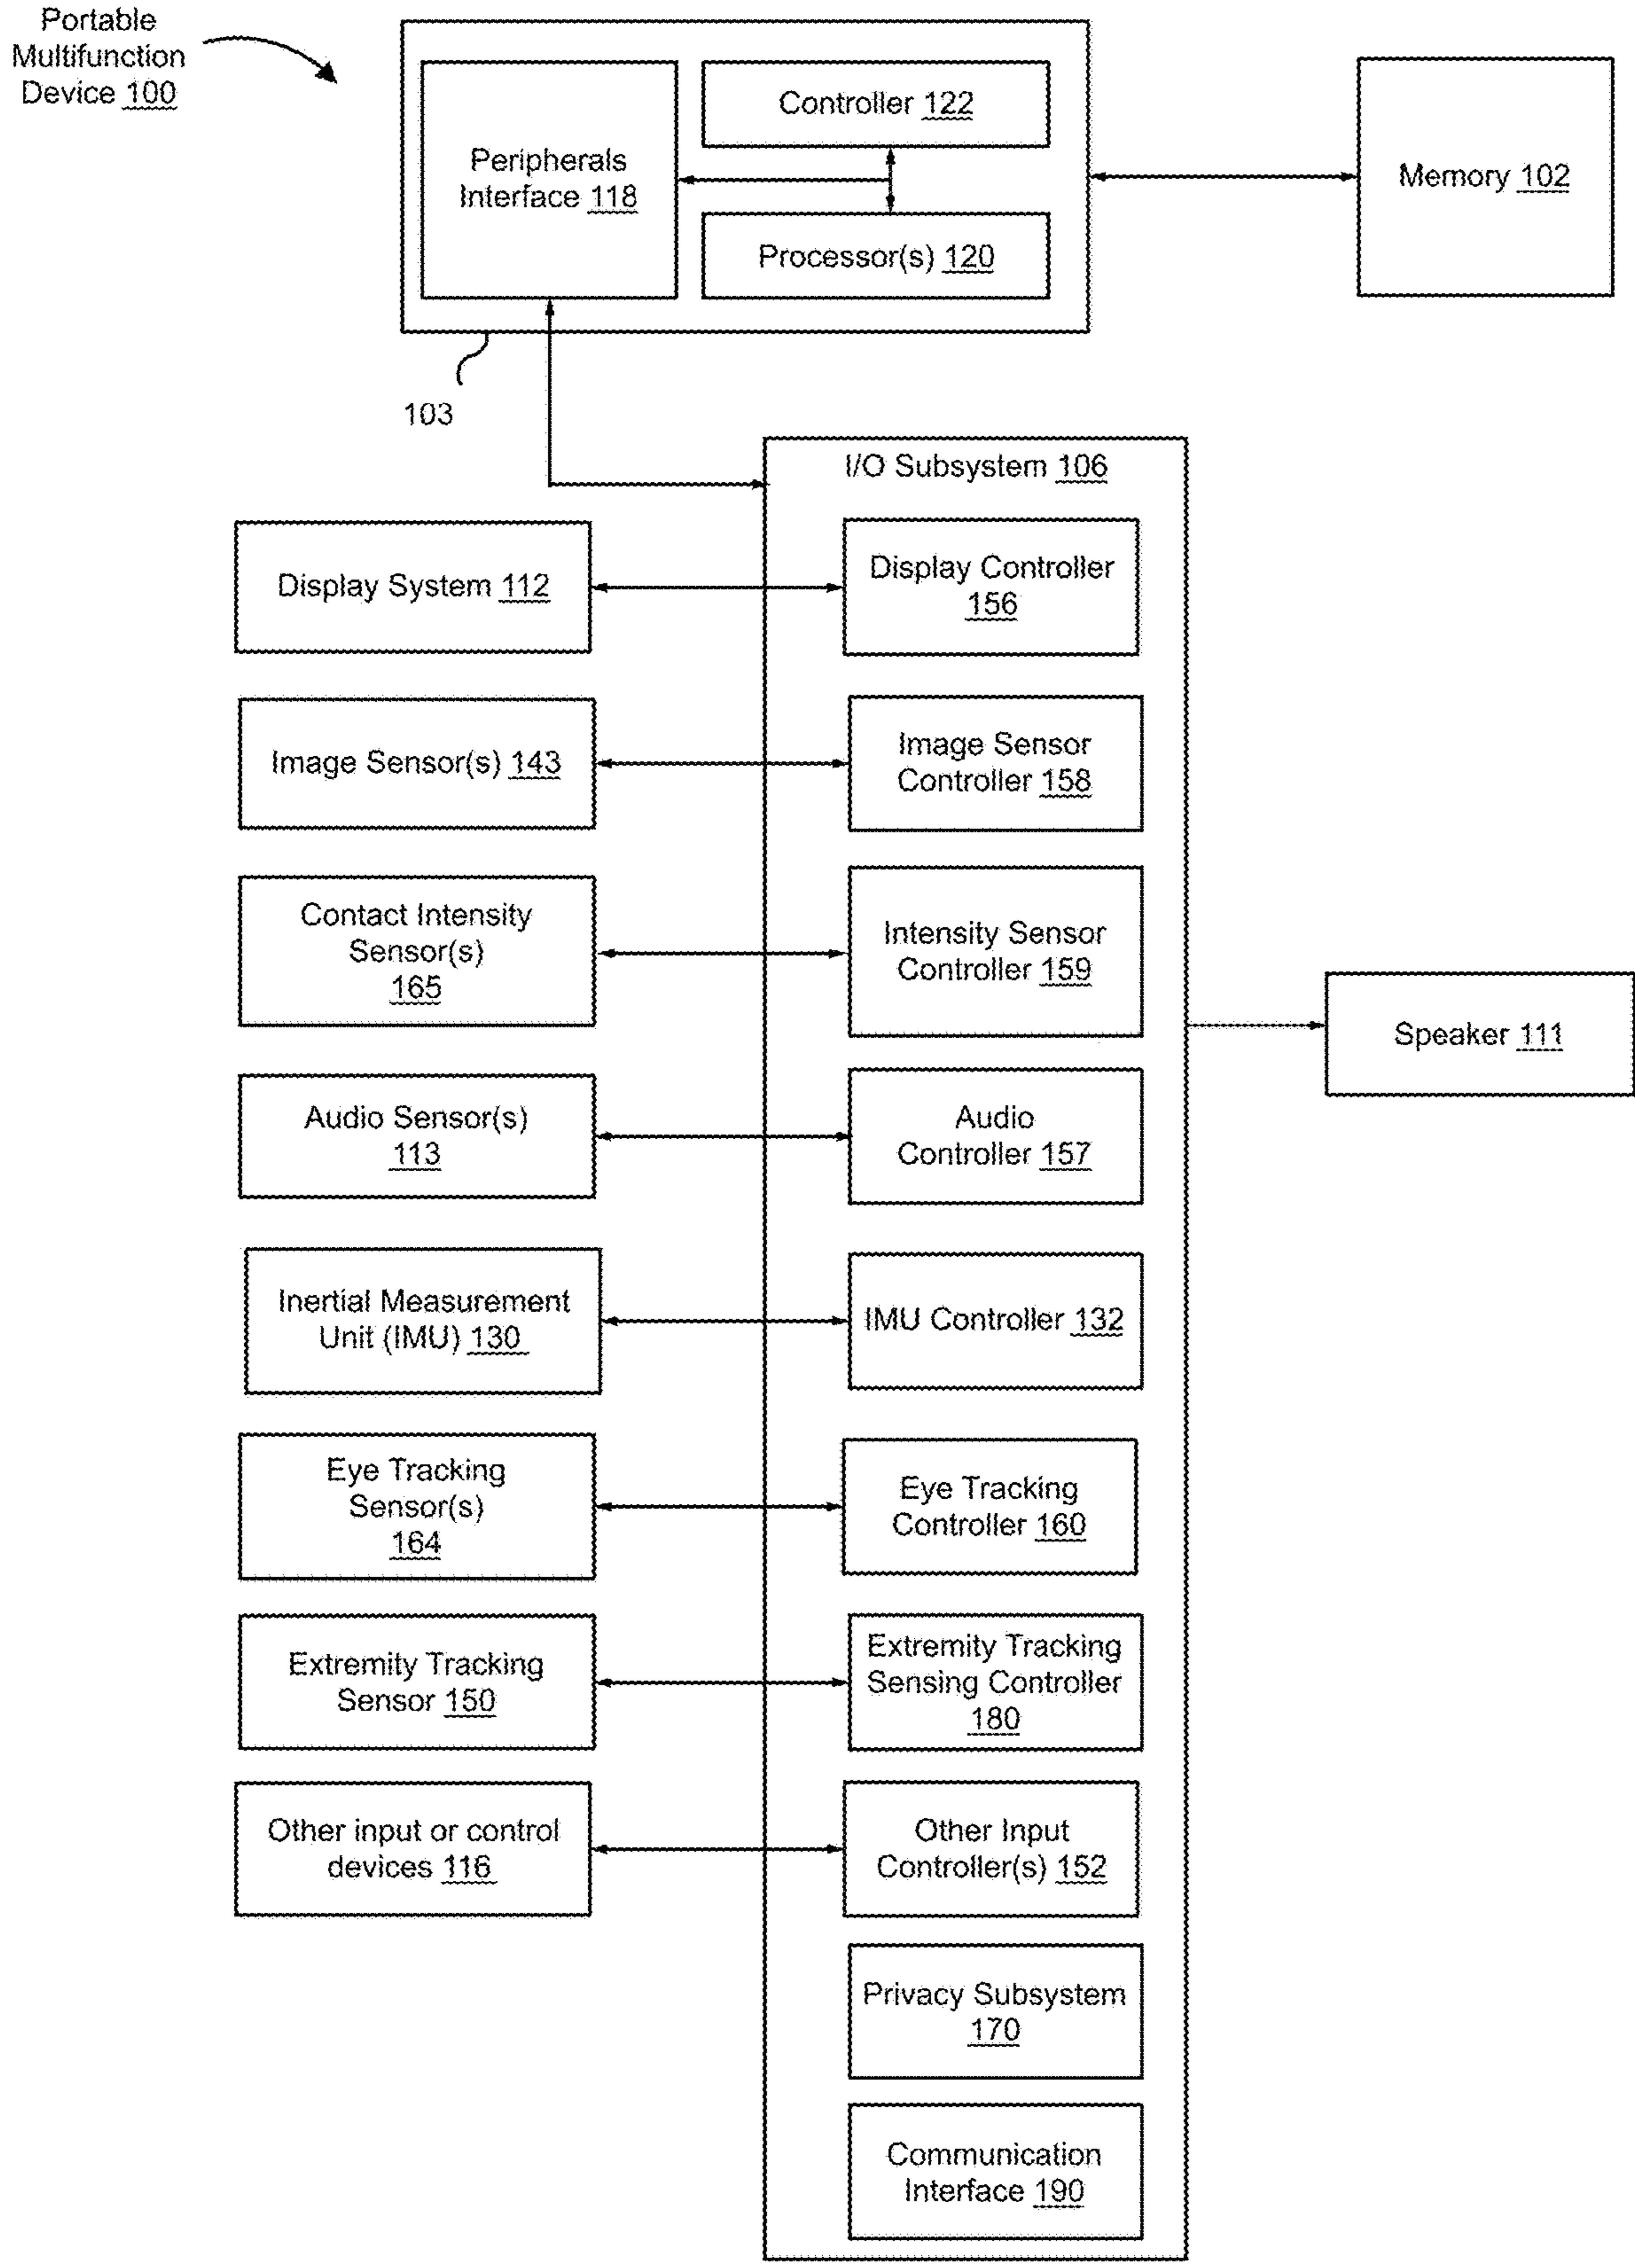 Portable
Multifunction
Device 100
Peripherals
Interface 118
Controller 122
Processor(s) 120
Memory 102
103
I/O Subsystem 106
Display System 112
Display Controller
156
Image Sensor(s) 143
Image Sensor
Controller 158
Contact Intensity
Sensor(s)
165
Intensity Sensor
Controller 159
Speaker 111
Audio Sensor(s)
113
Audio
Controller 157
Inertial Measurement
Unit (IMU) 130
IMU Controller 132
Eye Tracking
Sensor(s)
164
Eye Tracking
Controller 160
Extremity Tracking
Sensor 150
Extremity Tracking
Sensing Controller
180
Other input or control
devices 116
Other Input
Controller(s) 152
Privacy Subsystem
170
Communication
Interface 190